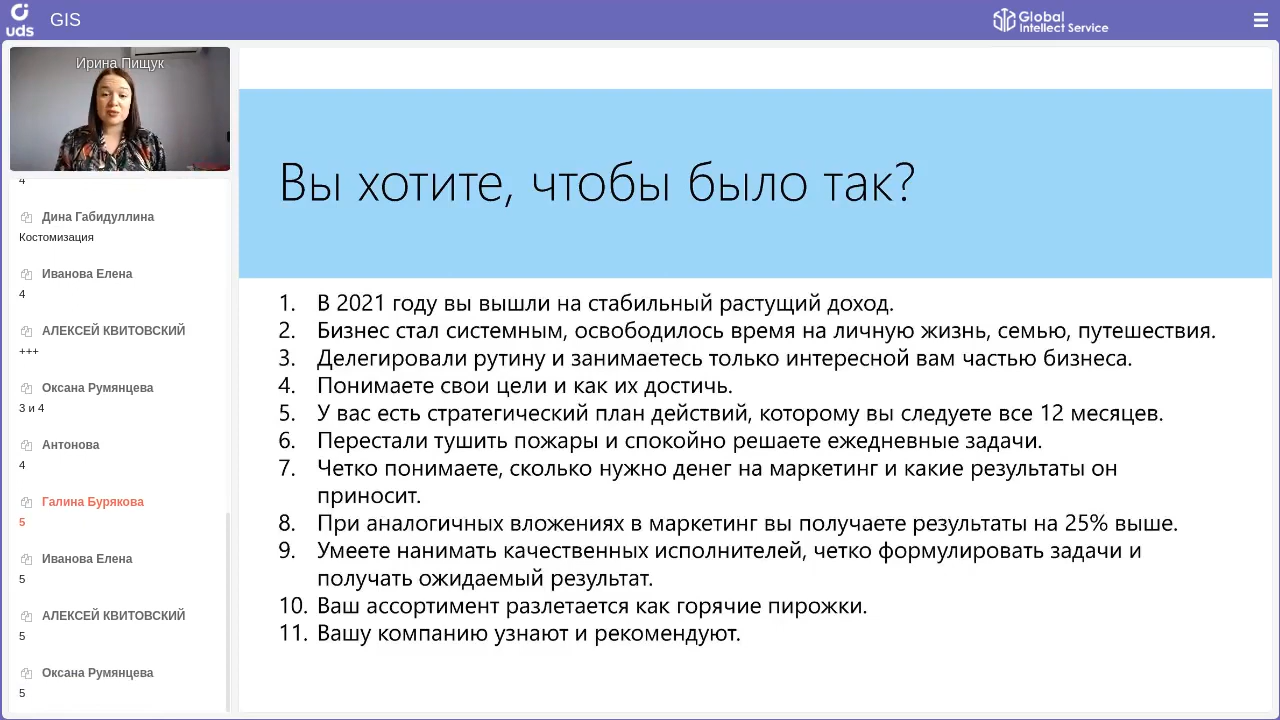 uds
GIS
Global
Intellect Service
Ирина Пищук
4
Дина Габидуллина
Костомизация
Иванова Елена
4
АЛЕКСЕЙ КВИТОВСКИЙ
+++
Оксана Румянцева
3 и 4
Антонова
4
Галина Бурякова
5
Иванова Елена
5
АЛЕКСЕЙ КВИТОВСКИЙ
5
Оксана Румянцева
5
Вы хотите, чтобы было так?
1. В 2021 году вы вышли на стабильный растущий доход.
2. Бизнес стал системным, освободилось время на личную жизнь, семью, путешествия.
3. Делегировали рутину и занимаетесь только интересной вам частью бизнеса.
4. Понимаете свои цели и как их достичь.
5. У вас есть стратегический план действий, которому вы следуете все 12 месяцев.
6. Перестали тушить пожары и спокойно решаете ежедневные задачи.
7. Четко понимаете, сколько нужно денег на маркетинг и какие результаты он
приносит.
8. При аналогичных вложениях в маркетинг вы получаете результаты на 25% выше.
9. Умеете нанимать качественных исполнителей, четко формулировать задачи и
получать ожидаемый результат.
10. Ваш ассортимент разлетается как горячие пирожки.
11. Вашу компанию узнают и рекомендуют.